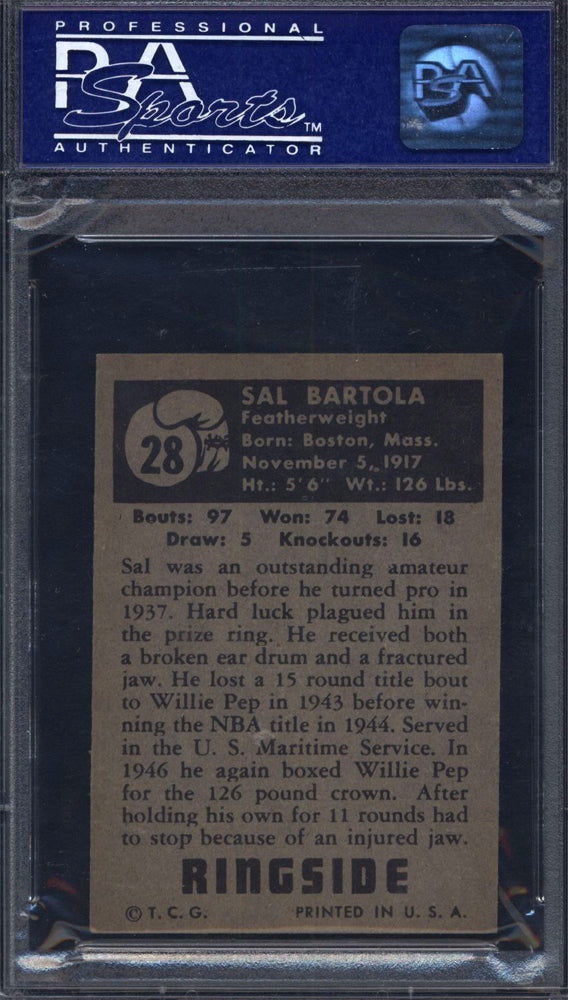 PROFESSIONAL
PSA
Sports™
AUTHENTICATOR
PSA
28
SAL BARTOLA
Featherweight
Born: Boston, Mass.
November 5, 1917
Ht.: 5'6" Wt.: 126 Lbs.
Bouts: 97 Won: 74 Lost: 18
Draw: 5 Knockouts: 16
Sal was an outstanding amateur
champion before he turned pro in
1937. Hard luck plagued him in
the prize ring. He received both
a broken ear drum and a fractured
jaw. He lost a 15 round title bout
to Willie Pep in 1943 before win-
ning the NBA title in 1944. Served
in the U. S. Maritime Service. In
1946 he again boxed Willie Pep
for the 126 pound crown. After
holding his own for 11 rounds had
to stop because of an injured jaw.
RINGSIDE
© T. C. G. PRINTED IN U. S. A.